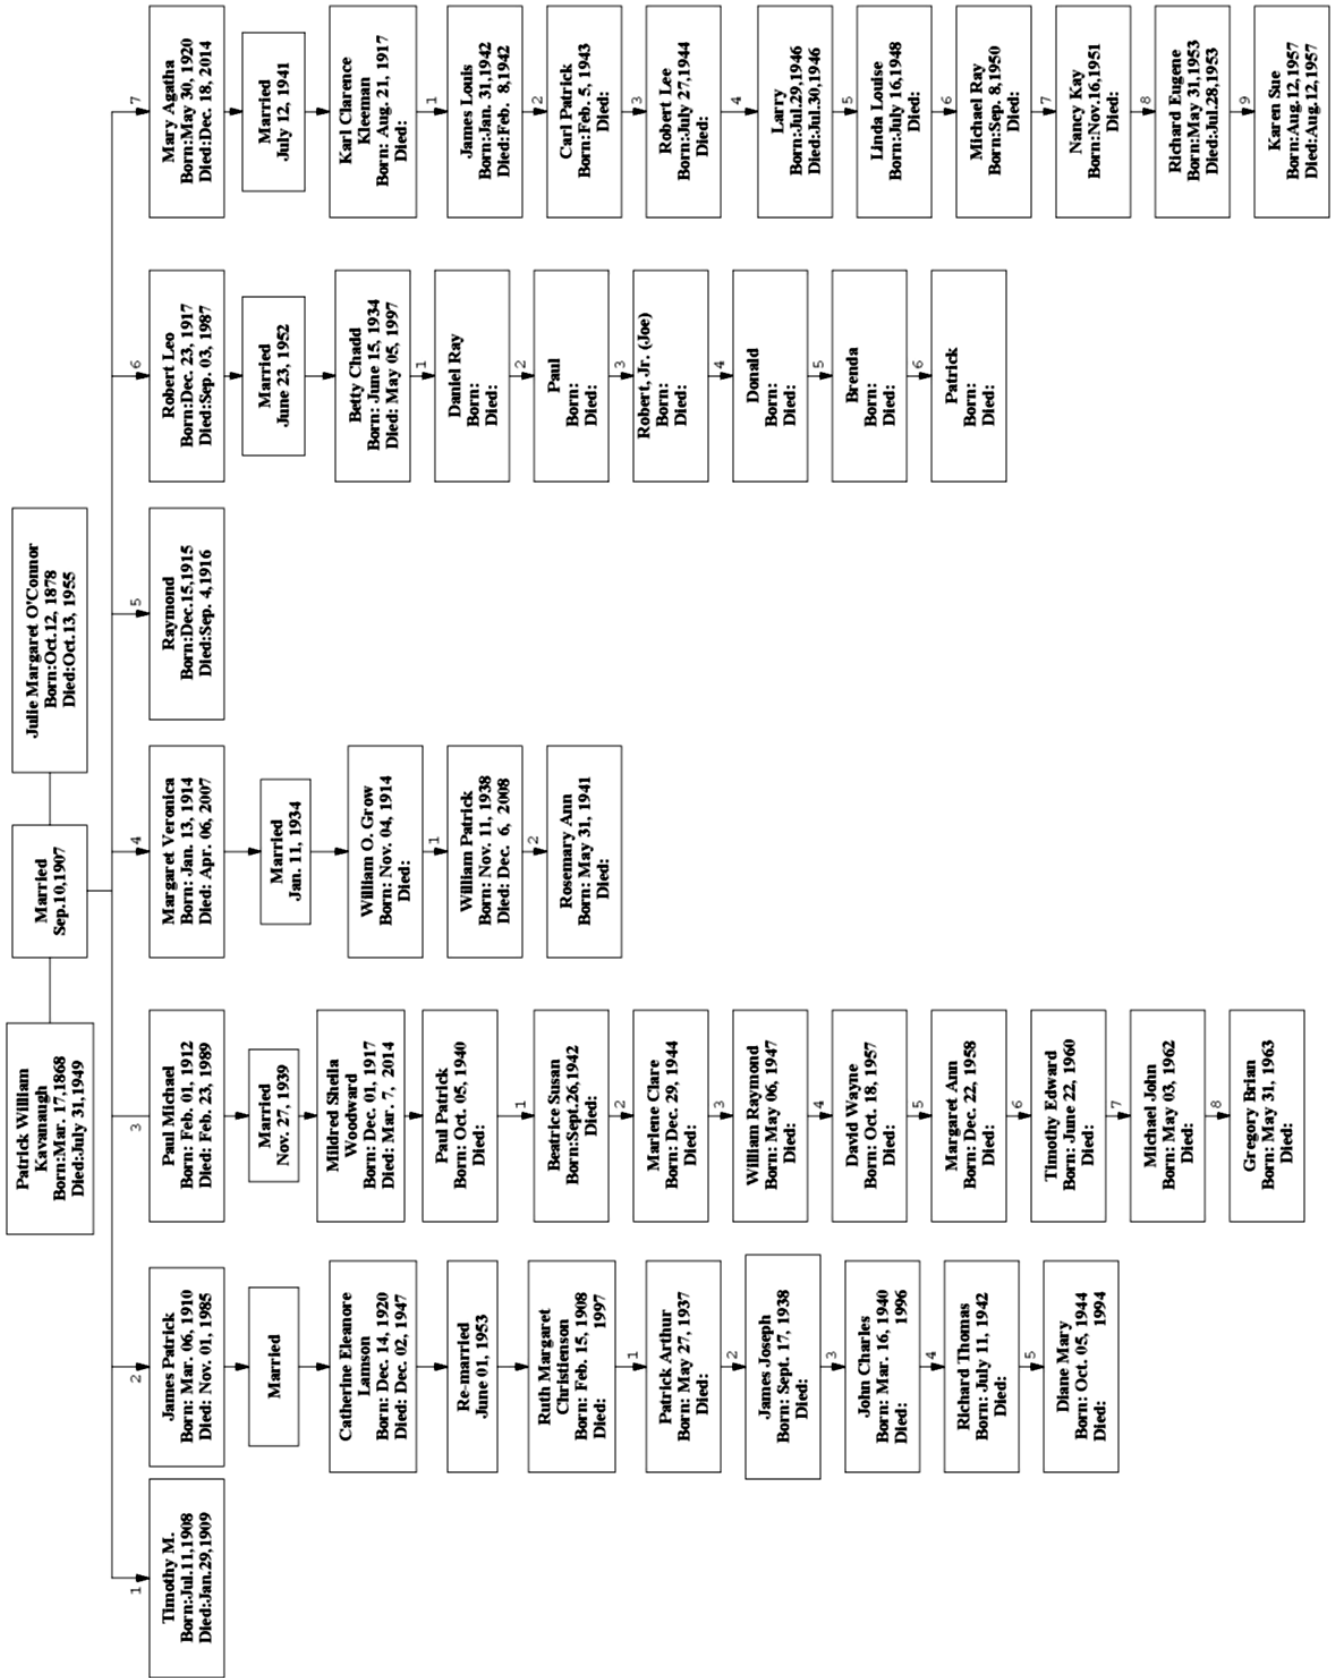 Patrick William
Kavanaugh
Born:Mar. 17,1868
Died:July 31,1949
Married
Sep.10,1907
Julie Margaret O'Connor
Born:Oct.12, 1878
Died:Oct.13, 1955
1
Timothy M.
Born:Jul.11,1908
Died:Jan.29,1909
2
James Patrick
Born: Mar. 06, 1910
Died: Nov. 01, 1985
Married
Catherine Eleanore
Lamson
Born: Dec. 14, 1920
Died: Dec. 02, 1947
Re-married
June 01, 1953
Ruth Margaret
Christienson
Born: Feb. 15, 1908
Died: 1997
1
Patrick Arthur
Born: May 27, 1937
Died:
2
James Joseph
Born: Sept. 17, 1938
Died:
3
John Charles
Born: Mar. 16, 1940
Died: 1996
4
Richard Thomas
Born: July 11, 1942
Died:
5
Diane Mary
Born: Oct. 05, 1944
Died: 1994
3
Paul Michael
Born: Feb. 01, 1912
Died: Feb. 23, 1989
Married
Nov. 27, 1939
Mildred Sheila
Woodward
Born: Dec. 01, 1917
Died: Mar. 7, 2014
Paul Patrick
Born: Oct. 05, 1940
Died:
1
Beatrice Susan
Born:Sept.26,1942
Died:
2
Marlene Clare
Born: Dec. 29, 1944
Died:
3
William Raymond
Born: May 06, 1947
Died:
4
David Wayne
Born: Oct. 18, 1957
Died:
5
Margaret Ann
Born: Dec. 22, 1958
Died:
6
Timothy Edward
Born: June 22, 1960
Died:
7
Michael John
Born: May 03, 1962
Died:
8
Gregory Brian
Born: May 31, 1963
Died:
4
Margaret Veronica
Born: Jan. 13, 1914
Died: Apr. 06, 2007
Married
Jan. 11, 1934
William O. Grow
Born: Nov. 04, 1914
Died:
1
William Patrick
Born: Nov. 11, 1938
Died: Dec. 6, 2008
2
Rosemary Ann
Born: May 31, 1941
Died:
5
Raymond
Born:Dec.15,1915
Died:Sep. 4,1916
6
Robert Leo
Born:Dec. 23, 1917
Died:Sep. 03, 1987
Married
June 23, 1952
Betty Chadd
Born: June 15, 1934
Died: May 05, 1997
1
Daniel Ray
Born:
Died:
2
Paul
Born:
Died:
3
Robert, Jr. (Joe)
Born:
Died:
4
Donald
Born:
Died:
5
Brenda
Born:
Died:
6
Patrick
Born:
Died:
7
Mary Agatha
Born:May 30, 1920
Died:Dec. 18, 2014
Married
July 12, 1941
Karl Clarence
Kleeman
Born: Aug. 21, 1917
Died:
1
James Louis
Born:Jan. 31,1942
Died:Feb. 8,1942
2
Carl Patrick
Born:Feb. 5, 1943
Died:
3
Robert Lee
Born:July 27,1944
Died:
4
Larry
Born:Jul.29,1946
Died:Jul.30,1946
5
Linda Louise
Born:July 16,1948
Died:
6
Michael Ray
Born:Sep. 8,1950
Died:
7
Nancy Kay
Born:Nov.16,1951
Died:
8
Richard Eugene
Born:May 31,1953
Died:Jul.28,1953
9
Karen Sue
Born:Aug.12,1957
Died:Aug.12,1957